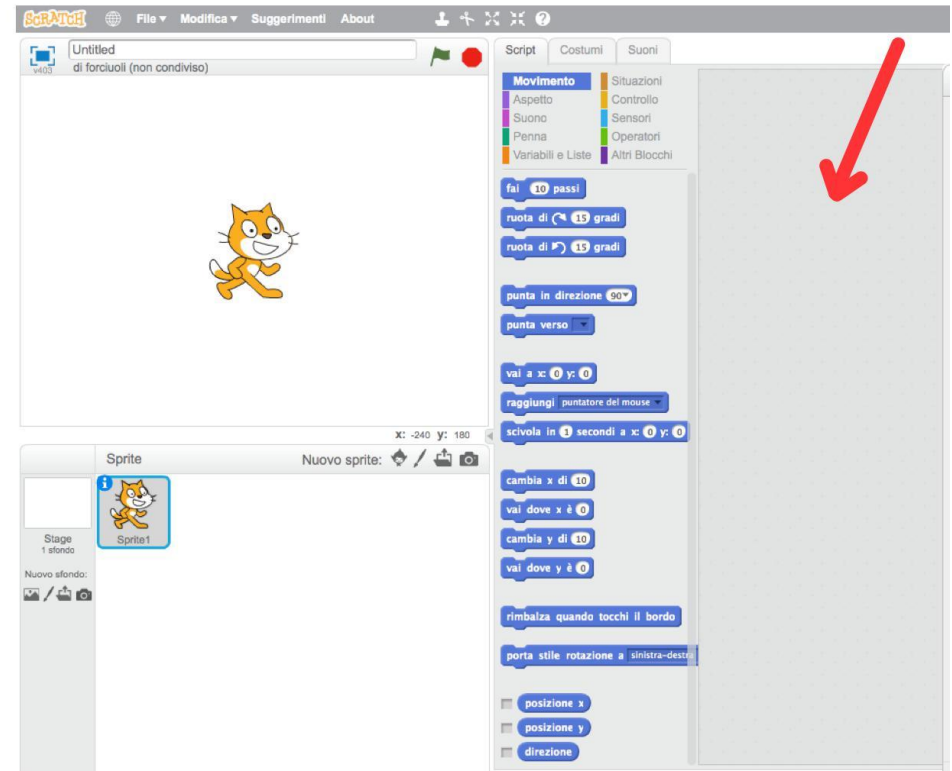 SCRATCH File Modifica Suggerimenti About
Untitled
v403
di forciuoli (non condiviso)
x: -240 y: 180
Sprite
Nuovo sprite:
Stage
1 sfondo
Sprite1
Nuovo sfondo:
Script Costumi Suoni
Movimento Situazioni
Aspetto Controllo
Suono Sensori
Penna Operatori
Variabili e Liste Altri Blocchi
fai 10 passi
ruota di 15 gradi
ruota di 15 gradi
punta in direzione 90
punta verso
vai a x: 0 y: 0
raggiungi puntatore del mouse
scivola in 1 secondi a x: 0 y: 0
cambia x di 10
vai dove x è 0
cambia y di 10
vai dove y è 0
rimbalza quando tocchi il bordo
porta stile rotazione a sinistra-destra
posizione x
posizione y
direzione